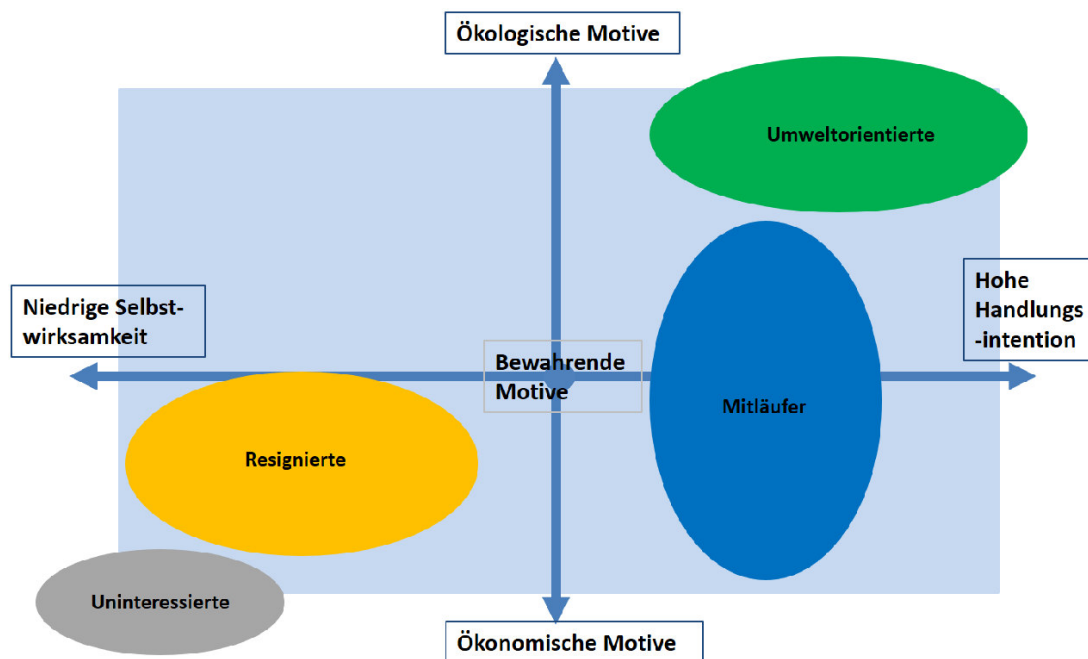 Ökologische Motive
Umweltorientierte
Niedrige Selbst-
wirksamkeit
Hohe
Handlungs
-intention
Bewahrende
Motive
Mitläufer
Resignierte
Uninteressierte
Ökonomische Motive